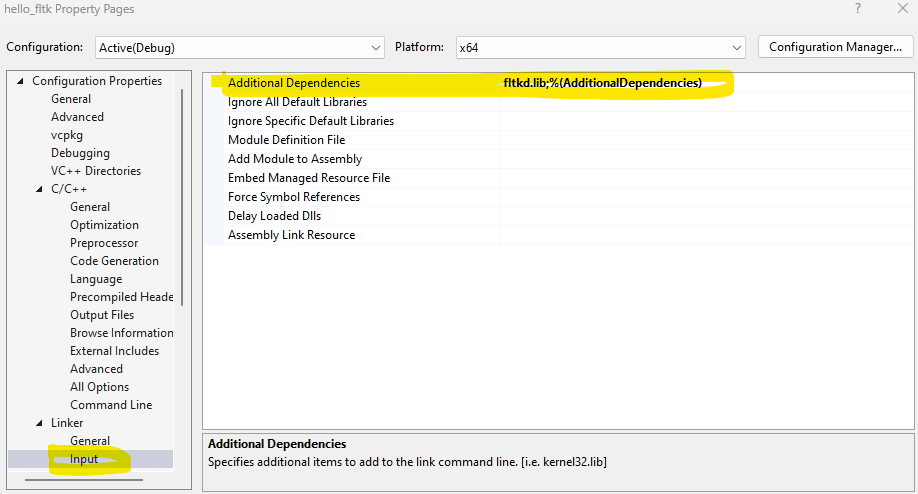 hello_fltk Property Pages
?
Configuration: Active(Debug) Platform: x64 Configuration Manager...
Configuration Properties
General
Advanced
vcpkg
Debugging
VC++ Directories
C/C++
General
Optimization
Preprocessor
Code Generation
Language
Precompiled Heade
Output Files
Browse Information
External Includes
Advanced
All Options
Command Line
Linker
General
Input
Additional Dependencies fltkd.lib;%(AdditionalDependencies)
Ignore All Default Libraries
Ignore Specific Default Libraries
Module Definition File
Add Module to Assembly
Embed Managed Resource File
Force Symbol References
Delay Loaded Dlls
Assembly Link Resource
Additional Dependencies
Specifies additional items to add to the link command line. [i.e. kernel32.lib]